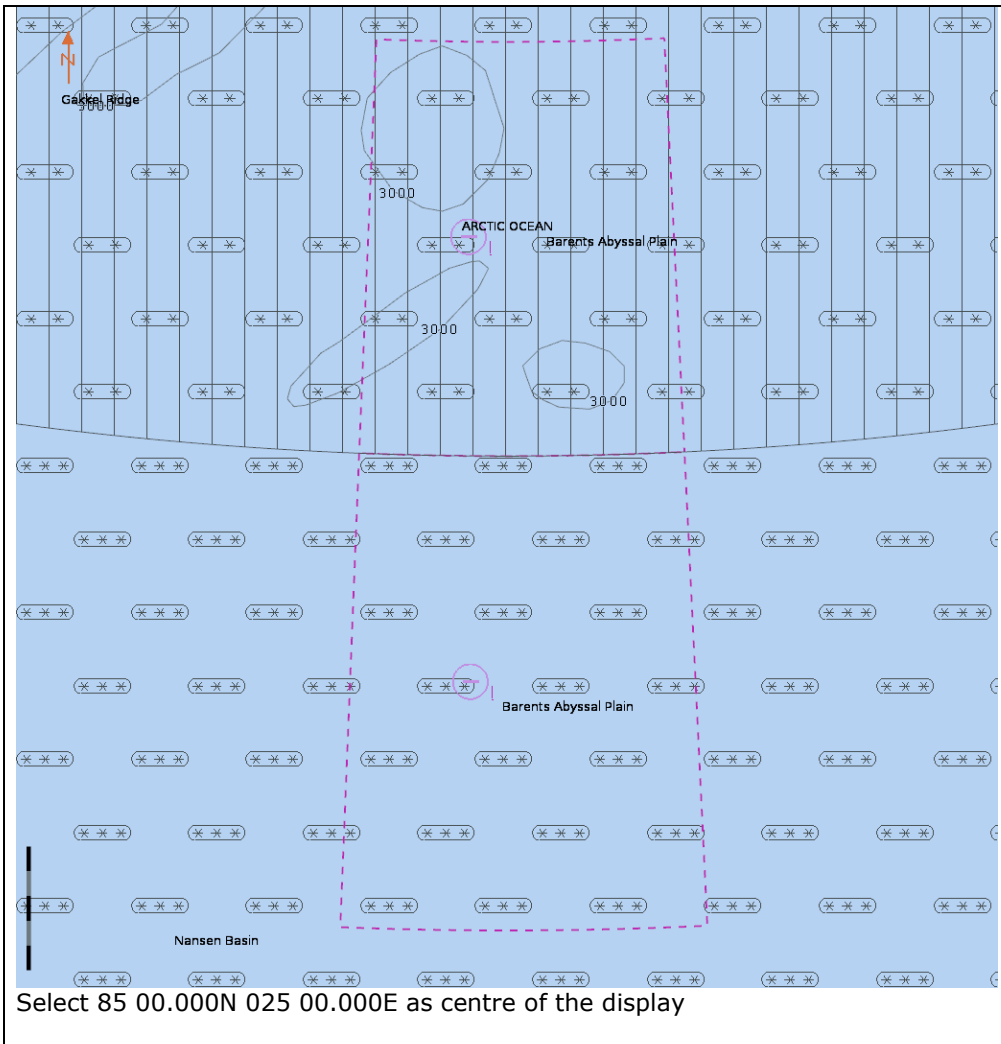 N
Gakkel Ridge
3000
3000
ARCTIC OCEAN
Barents Abyssal Plain
3000
3000
Barents Abyssal Plain
Nansen Basin
Select 85 00.000N 025 00.000E as centre of the display